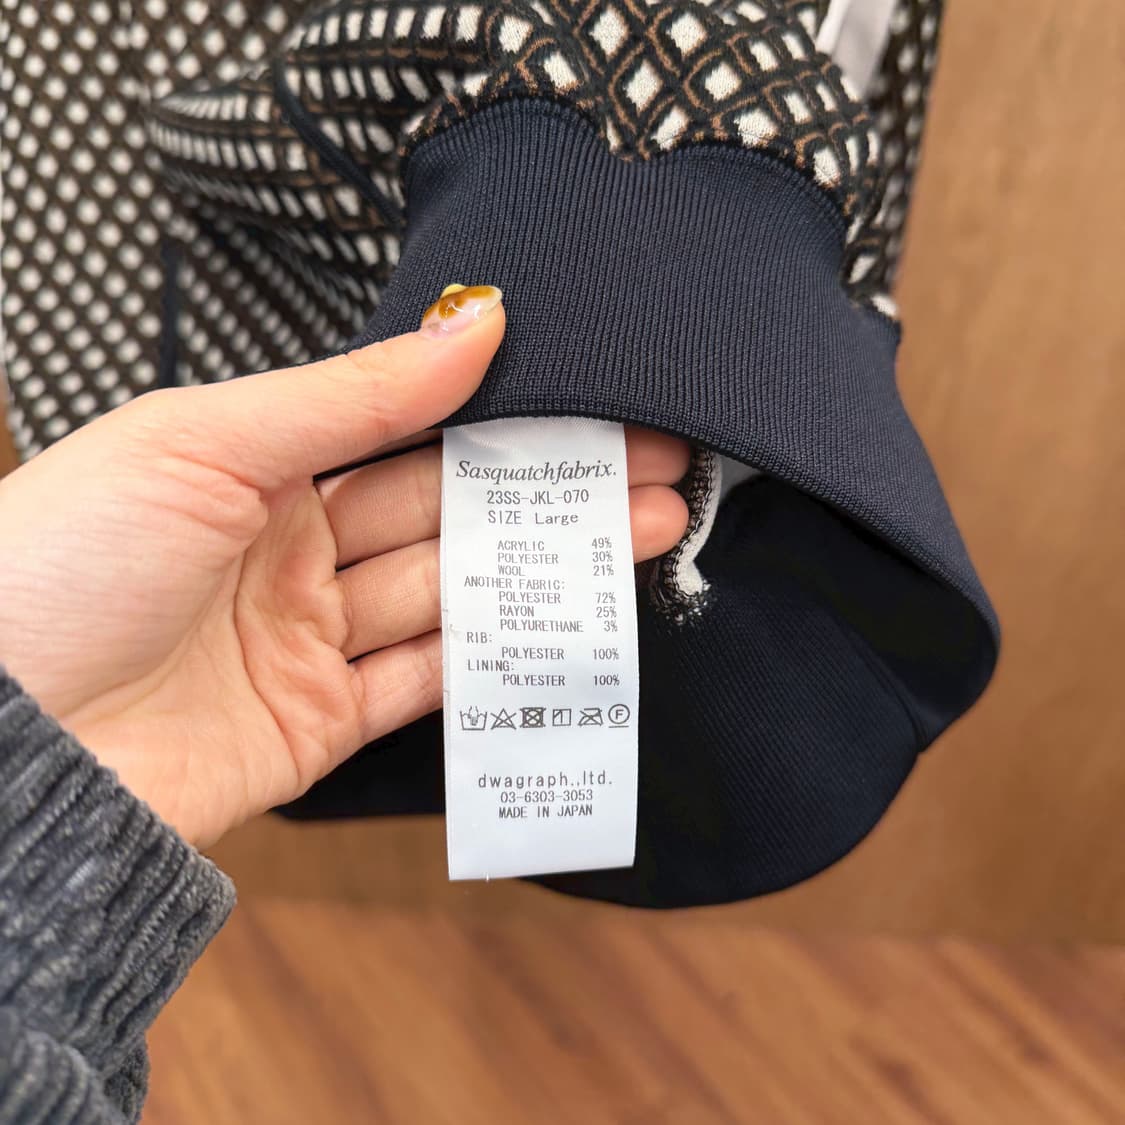 Sasquatchfabrix.
23SS-JKL-070
SIZE Large
ACRYLIC 49%
POLYESTER 30%
WOOL 21%
ANOTHER FABRIC:
POLYESTER 72%
RAYON 25%
POLYURETHANE 3%
RIB:
POLYESTER 100%
LINING:
POLYESTER 100%
F
dwagraph.,ltd.
03-6303-3053
MADE IN JAPAN